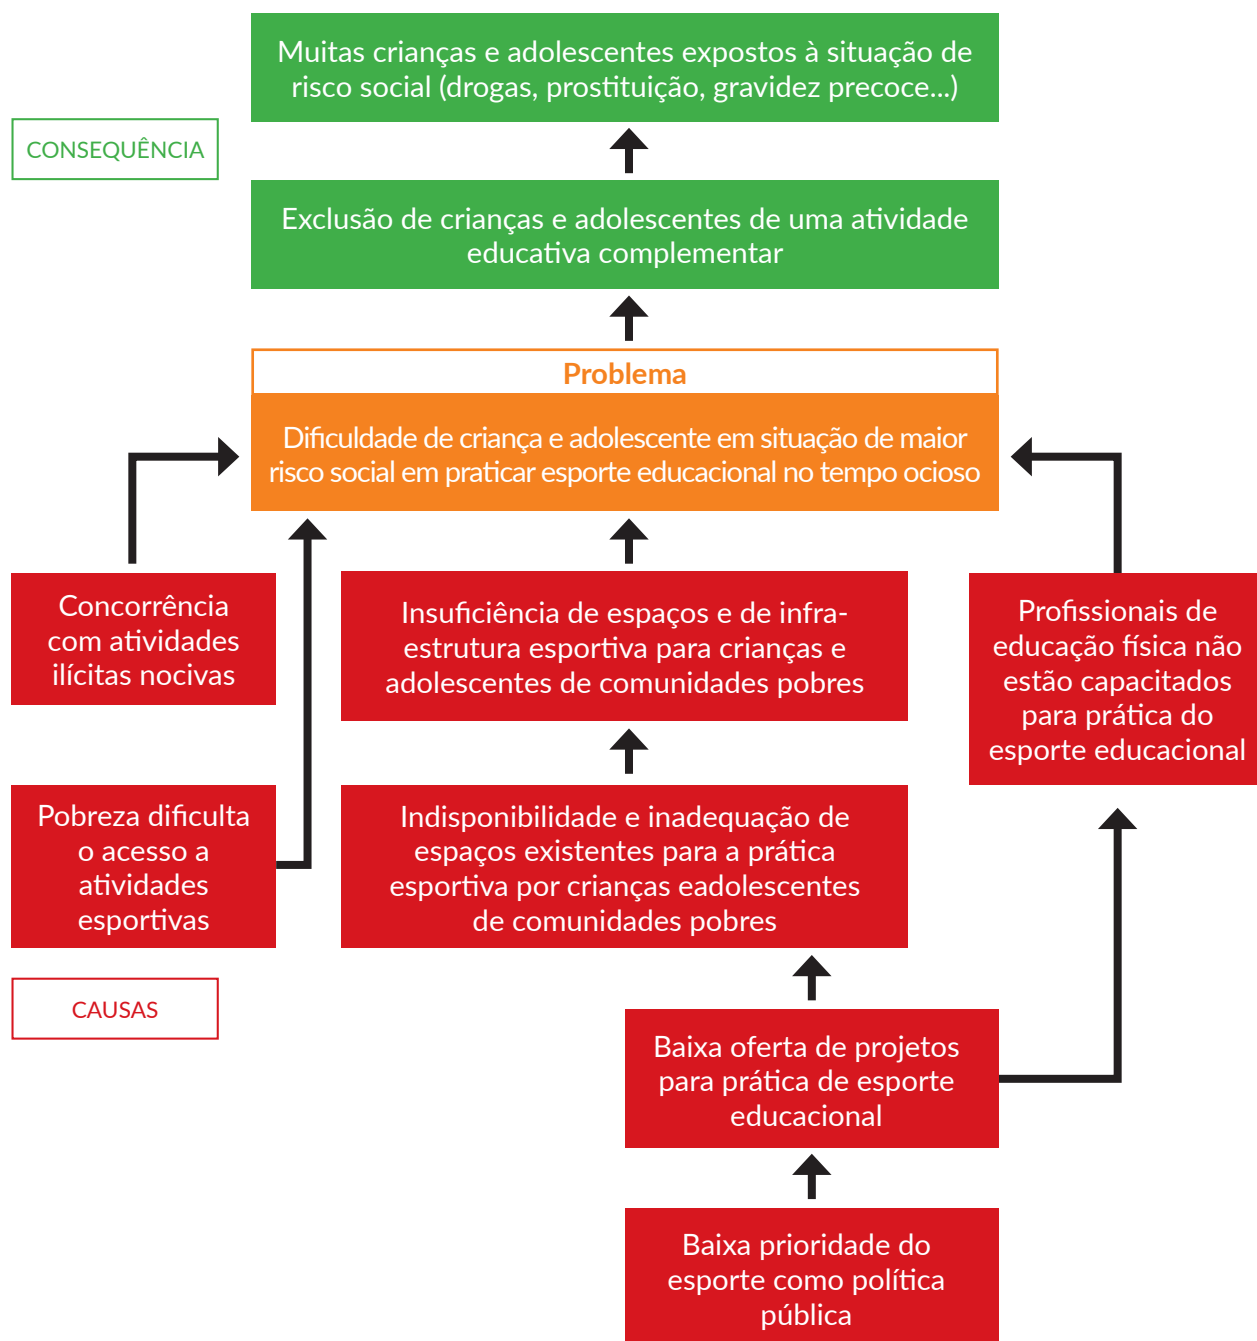 Muitas crianças e adolescentes expostos à situação de
risco social (drogas, prostituição, gravidez precoce...)
CONSEQUÊNCIA
Exclusão de crianças e adolescentes de uma atividade
educativa complementar
Problema
Dificuldade de criança e adolescente em situação de maior
risco social em praticar esporte educacional no tempo ocioso
Concorrência
com atividades
ilícitas nocivas
Insuficiência de espaços e de infra-
estrutura esportiva para crianças e
adolescentes de comunidades pobres
Profissionais de
educação física não
estão capacitados
para prática do
esporte educacional
Pobreza dificulta
o acesso a
atividades
esportivas
Indisponibilidade e inadequação de
espaços existentes para a prática
esportiva por crianças eadolescentes
de comunidades pobres
CAUSAS
Baixa oferta de projetos
para prática de esporte
educacional
Baixa prioridade do
esporte como política
pública